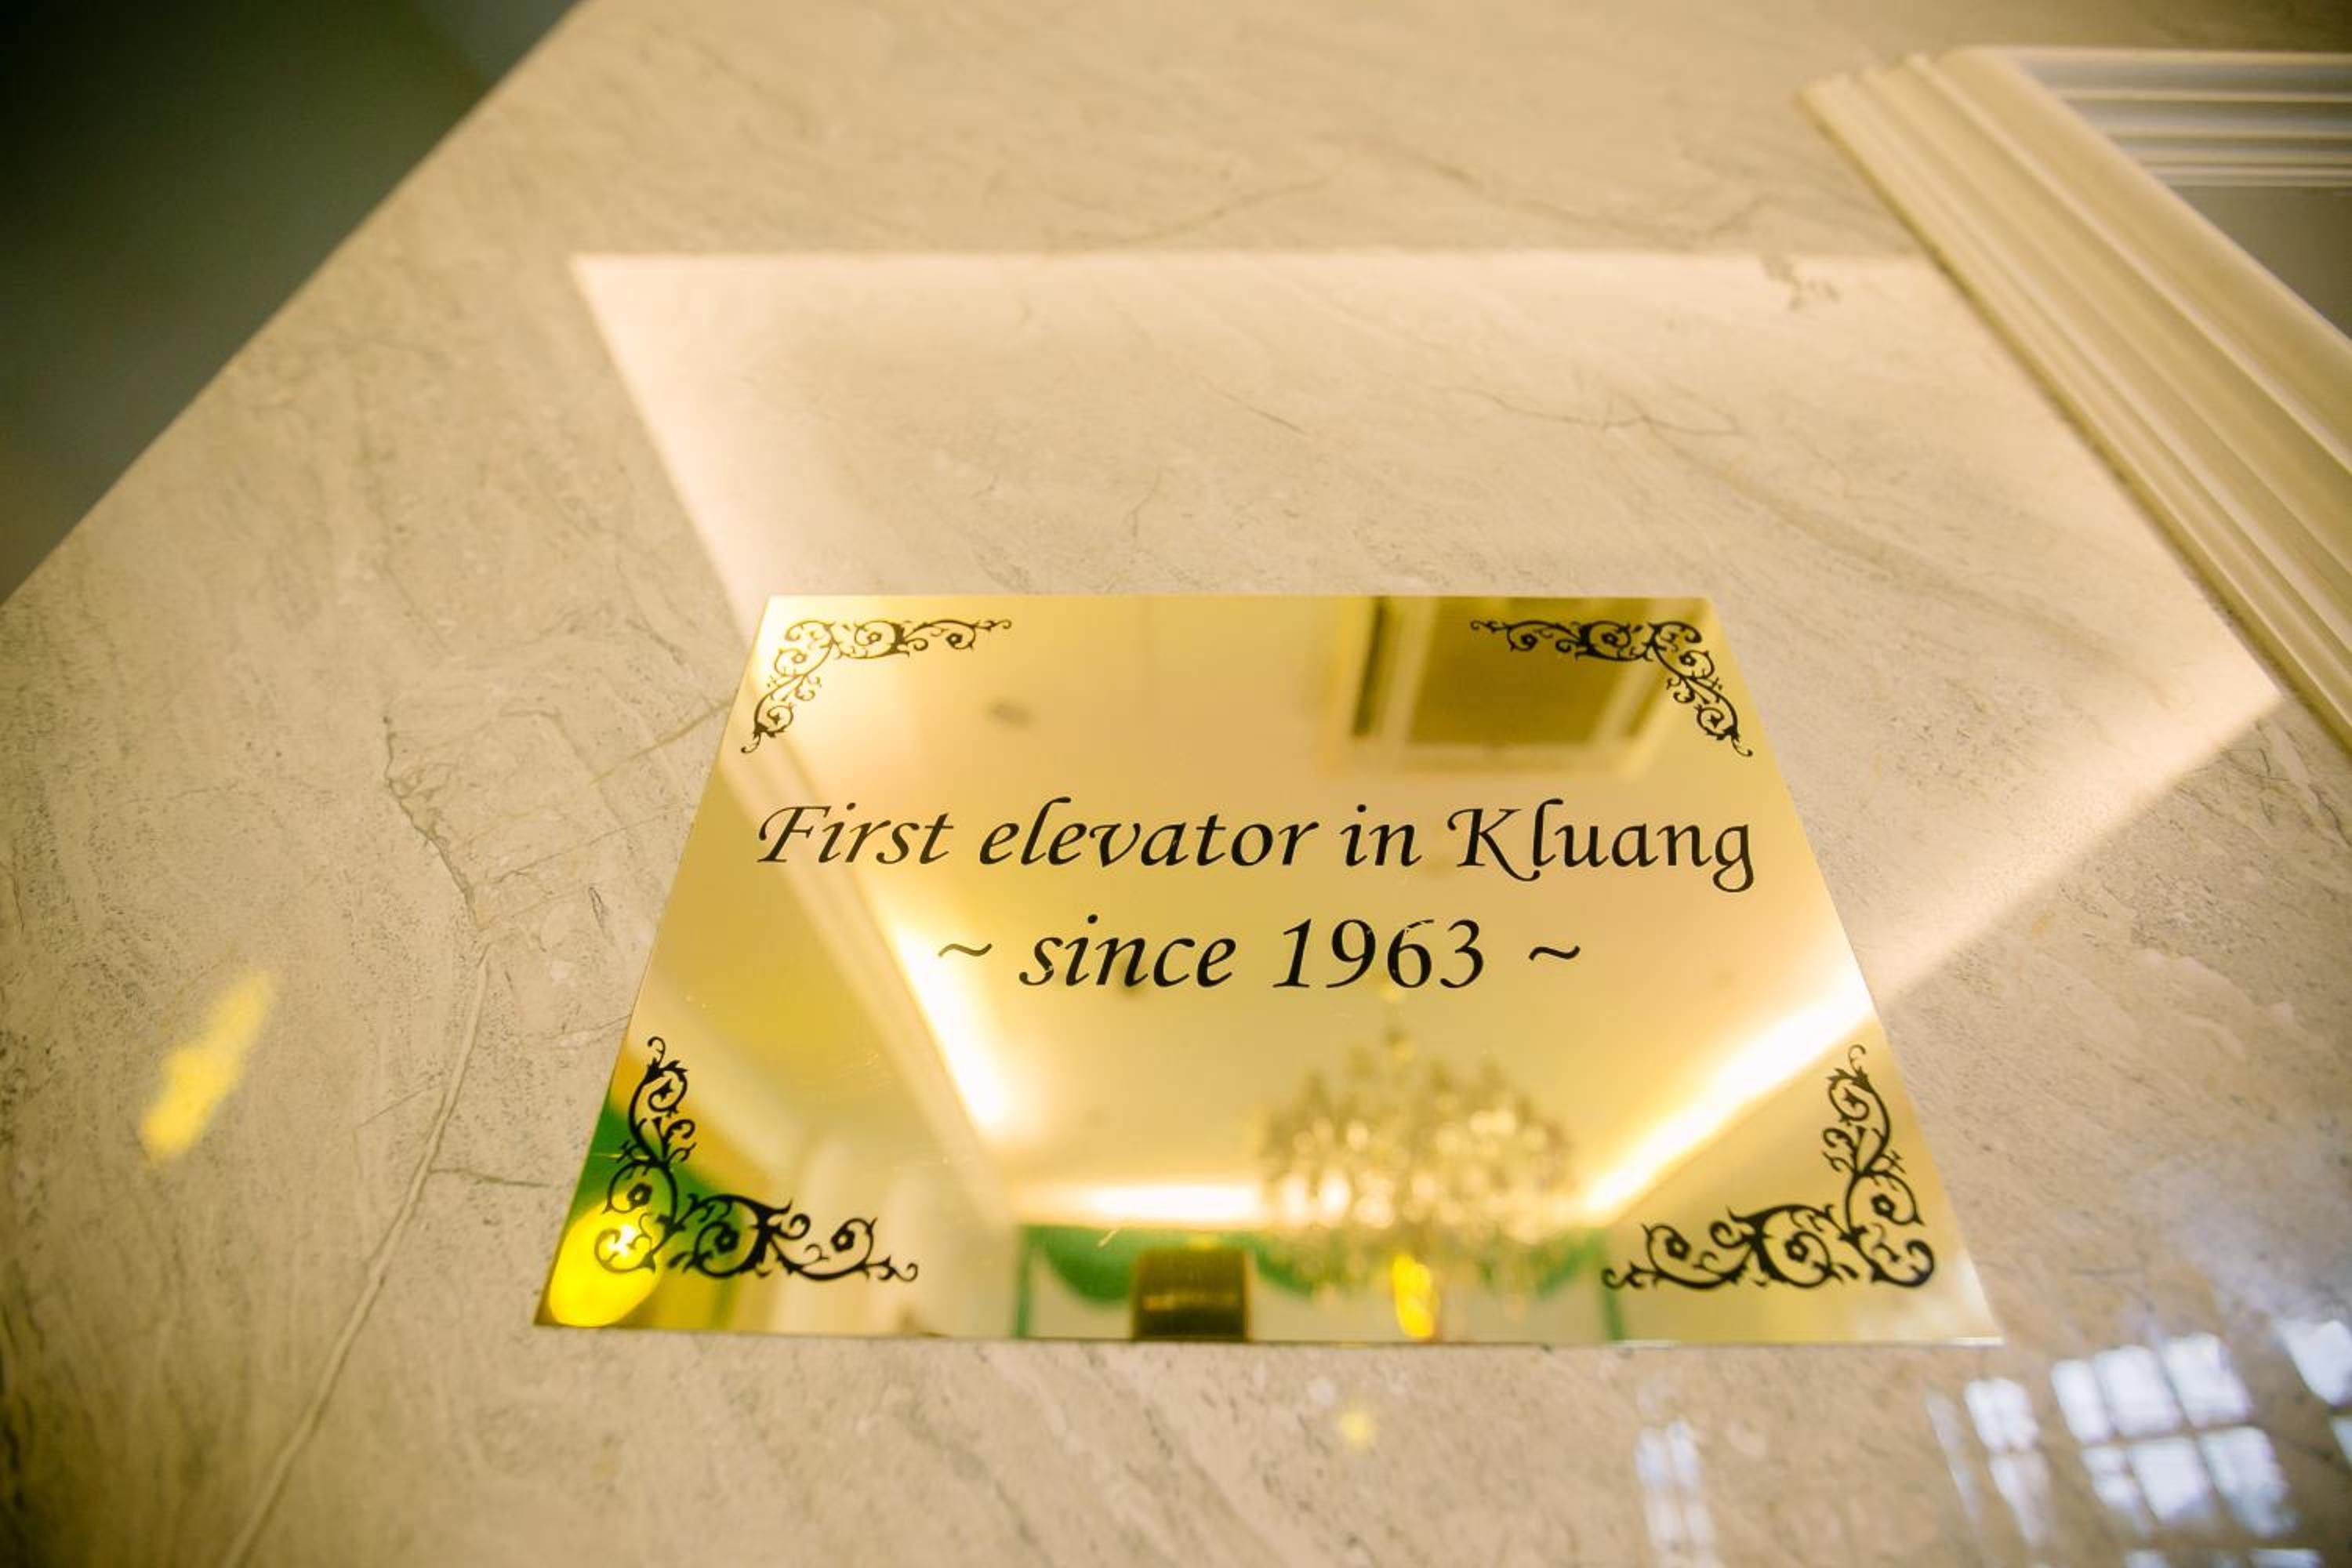 First elevator in Kluang
~ since 1963 ~